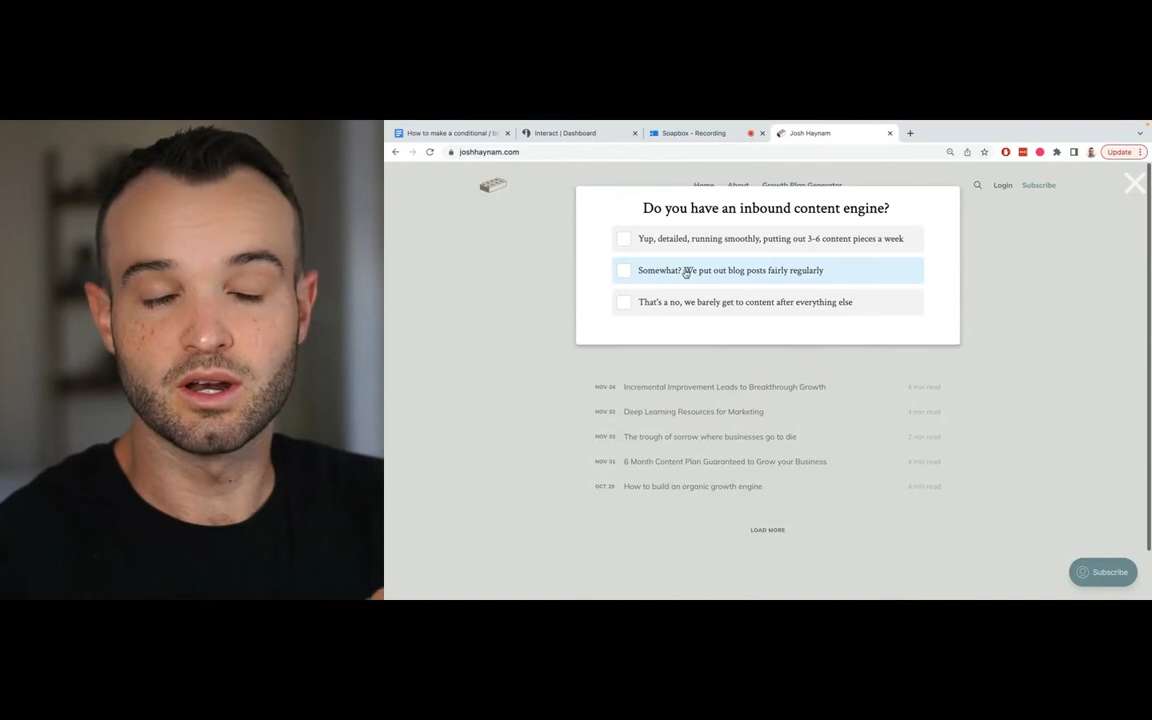 How to make a conditional / b
Interact | Dashboard
Soapbox - Recording
Josh Haynam
joshhaynam.com
Update
Home
About
Growth Plan Generator
Login
Subscribe
Do you have an inbound content engine?
Yup, detailed, running smoothly, putting out 3-6 content pieces a week
Somewhat? We put out blog posts fairly regularly
That's a no, we barely get to content after everything else
NOV 04 Incremental Improvement Leads to Breakthrough Growth 4 min read
NOV 02 Deep Learning Resources for Marketing 4 min read
NOV 02 The trough of sorrow where businesses go to die 2 min read
NOV 01 6 Month Content Plan Guaranteed to Grow your Business 4 min read
OCT 29 How to build an organic growth engine 4 min read
LOAD MORE
Subscribe